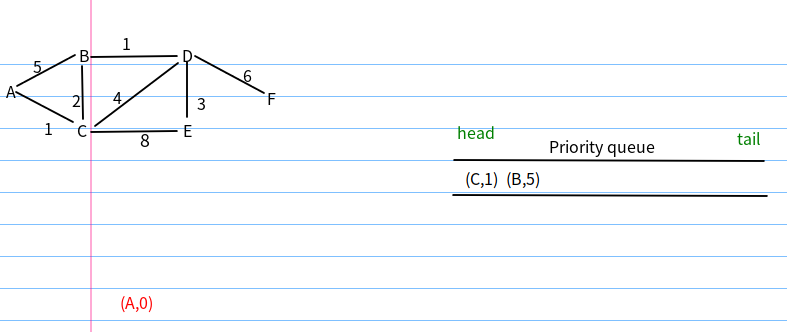 1
B D
5 6
A 2 4 3 F
1 C E
8
head tail
Priority queue
(C,1) (B,5)
(A,0)